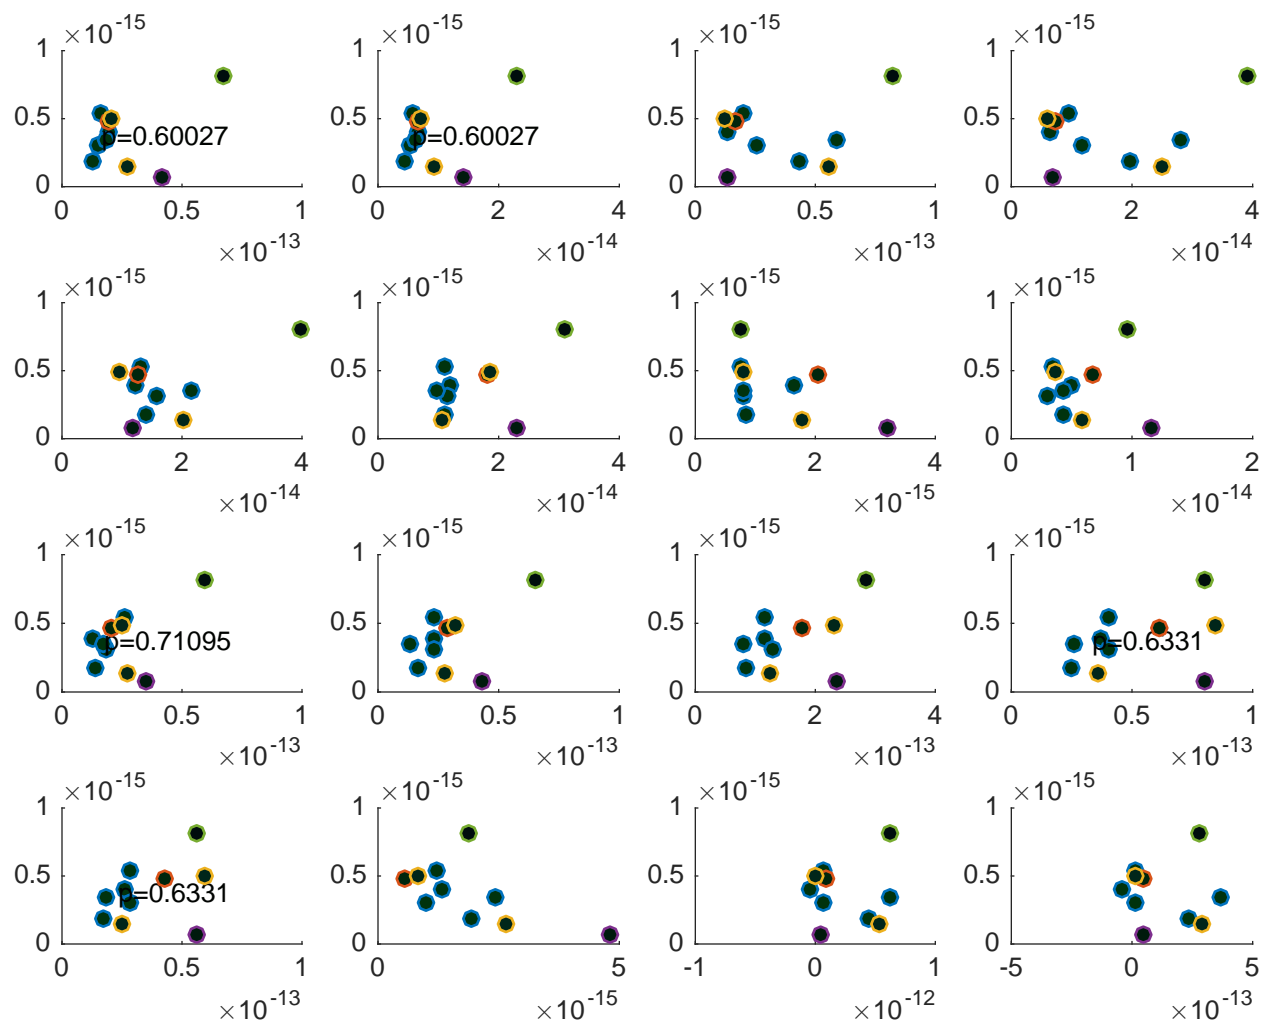 ×10-15 ×10-15 ×10-15 ×10-15
1 1 1 1
0.5 0.5 0.5 0.5
p=0.60027 p=0.60027
0 0 0 0
0 0.5 1 0 2 4 0 0.5 1 0 2 4
×10-13 ×10-14 ×10-13 ×10-14
×10-15 ×10-15 ×10-15 ×10-15
1 1 1 1
0.5 0.5 0.5 0.5
0 0 0 0
0 2 4 0 2 4 0 2 4 0 1 2
×10-14 ×10-14 ×10-15 ×10-14
×10-15 ×10-15 ×10-15 ×10-15
1 1 1 1
0.5 0.5 0.5 0.5
p=0.71095 p=0.6331
0 0 0 0
0 0.5 1 0 0.5 1 0 2 4 0 0.5 1
×10-13 ×10-13 ×10-14 ×10-13
×10-15 ×10-15 ×10-15 ×10-15
1 1 1 1
0.5 0.5 0.5 0.5
p=0.6331
0 0 0 0
0 0.5 1 0 5 -1 0 1 -5 0 5
×10-13 ×10-15 ×10-12 ×10-13